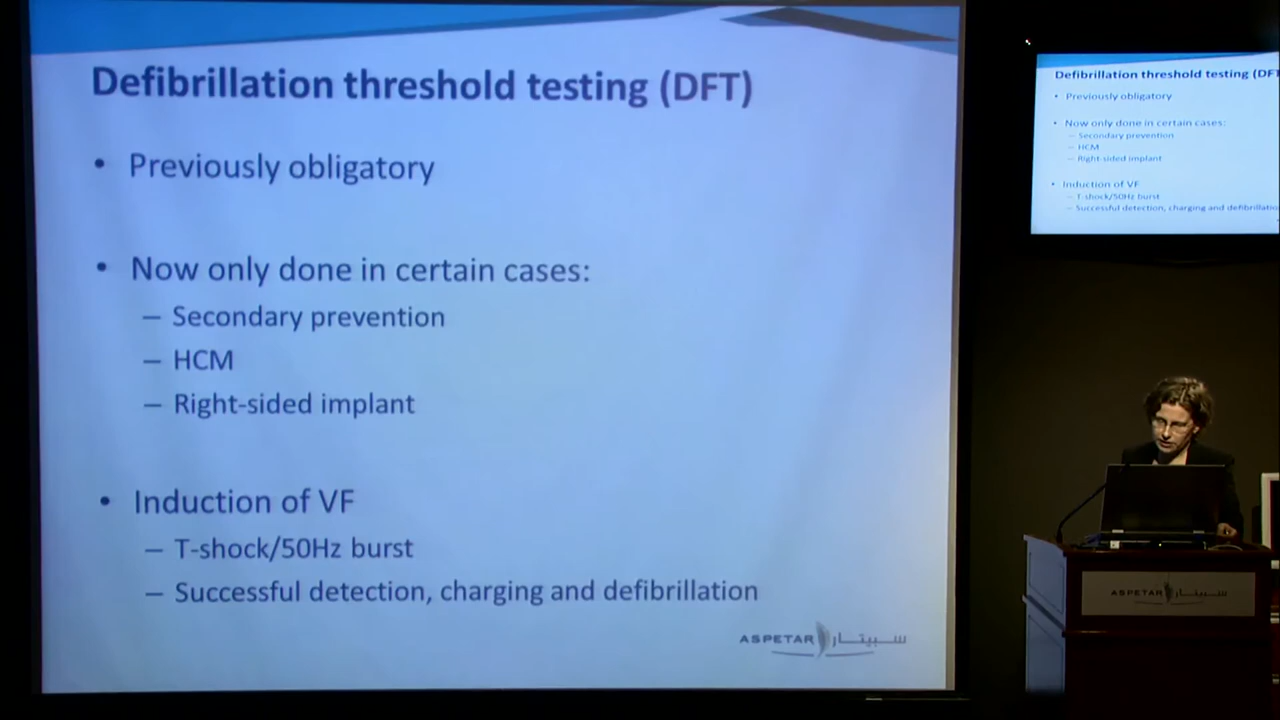 Defibrillation threshold testing (DFT)
• Previously obligatory
• Now only done in certain cases:
– Secondary prevention
– HCM
– Right-sided implant
• Induction of VF
– T-shock/50Hz burst
– Successful detection, charging and defibrillation
ASPETAR سبيتار
Defibrillation threshold testing (DFT
• Previously obligatory
• Now only done in certain cases:
– Secondary prevention
– HCM
– Right-sided implant
• Induction of VF
– T-shock/50Hz burst
– Successful detection, charging and defibrillatio
ASPETAR سبيتار